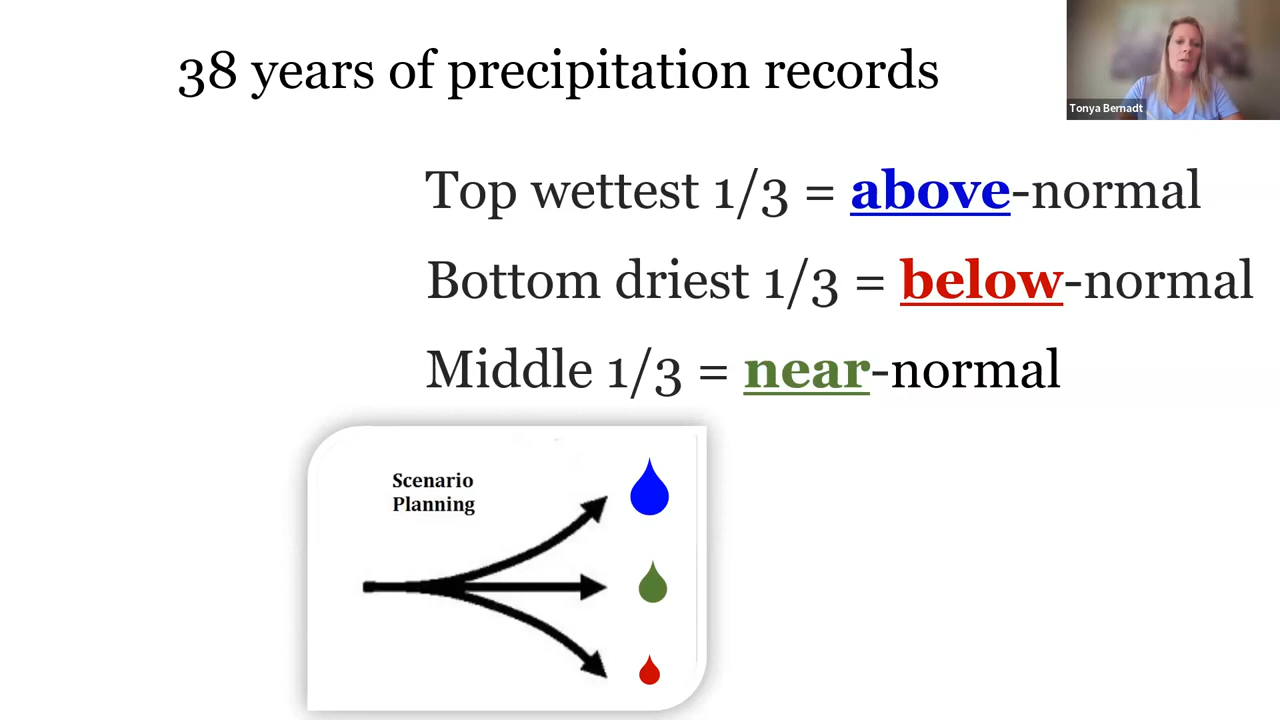 38 years of precipitation records
Tonya Bernadt
Top wettest 1/3 = above-normal
Bottom driest 1/3 = below-normal
Middle 1/3 = near-normal
Scenario
Planning